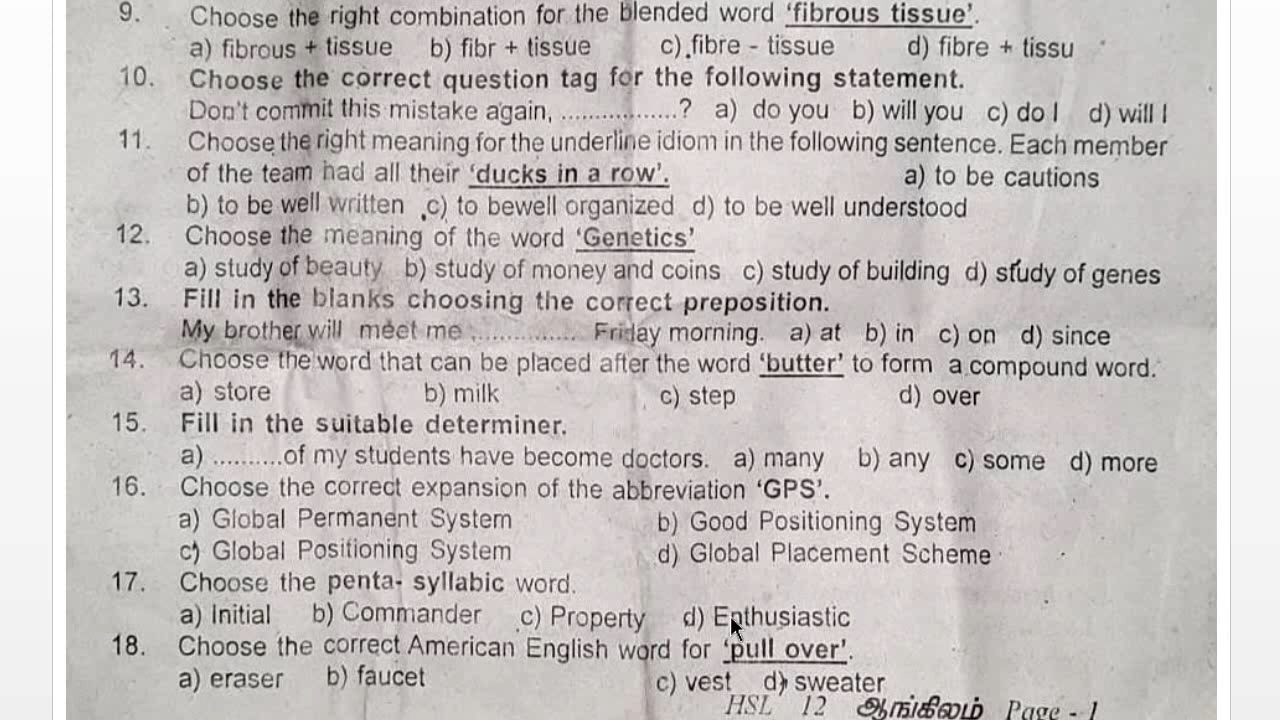 9. Choose the right combination for the blended word ‘fibrous tissue’.
a) fibrous + tissue b) fibr + tissue c) fibre - tissue d) fibre + tissu
10. Choose the correct question tag for the following statement.
Don't commit this mistake again, .................? a) do you b) will you c) do I d) will I
11. Choose the right meaning for the underline idiom in the following sentence. Each member
of the team had all their ‘ducks in a row’. a) to be cautions
b) to be well written c) to bewell organized d) to be well understood
12. Choose the meaning of the word ‘Genetics’
a) study of beauty b) study of money and coins c) study of building d) study of genes
13. Fill in the blanks choosing the correct preposition.
My brother will meet me ............... Friday morning. a) at b) in c) on d) since
14. Choose the word that can be placed after the word ‘butter’ to form a compound word.
a) store b) milk c) step d) over
15. Fill in the suitable determiner.
a) ..........of my students have become doctors. a) many b) any c) some d) more
16. Choose the correct expansion of the abbreviation ‘GPS’.
a) Global Permanent System b) Good Positioning System
c) Global Positioning System d) Global Placement Scheme
17. Choose the penta- syllabic word.
a) Initial b) Commander c) Property d) Enthusiastic
18. Choose the correct American English word for ‘pull over’.
a) eraser b) faucet c) vest d) sweater
HSL 12 ஆங்கிலம் Page - 1